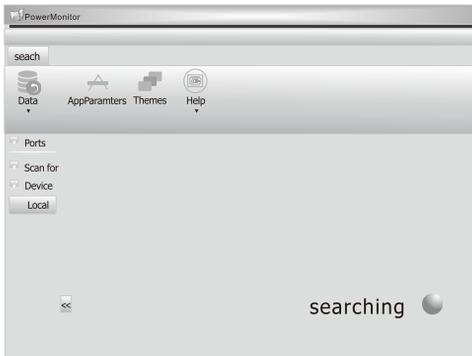 PowerMonitor
seach
Data AppParamters Themes Help
Ports
Scan for
Device
Local
<<
searching